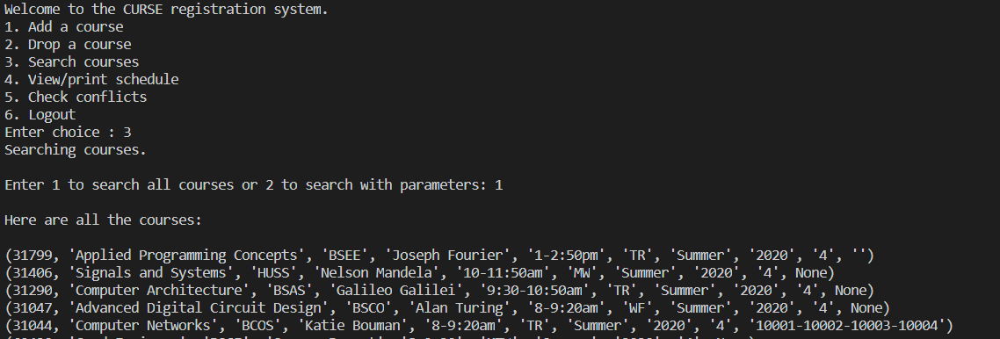 Welcome to the CURSE registration system.
1. Add a course
2. Drop a course
3. Search courses
4. View/print schedule
5. Check conflicts
6. Logout
Enter choice : 3
Searching courses.
Enter 1 to search all courses or 2 to search with parameters: 1
Here are all the courses:
(31799, 'Applied Programming Concepts', 'BSEE', 'Joseph Fourier', '1-2:50pm', 'TR', 'Summer', '2020', '4', '')
(31406, 'Signals and Systems', 'HUSS', 'Nelson Mandela', '10-11:50am', 'MW', 'Summer', '2020', '4', None)
(31290, 'Computer Architecture', 'BSAS', 'Galileo Galilei', '9:30-10:50am', 'TR', 'Summer', '2020', '4', None)
(31047, 'Advanced Digital Circuit Design', 'BSCO', 'Alan Turing', '8-9:20am', 'WF', 'Summer', '2020', '4', None)
(31044, 'Computer Networks', 'BCOS', 'Katie Bouman', '8-9:20am', 'TR', 'Summer', '2020', '4', '10001-10002-10003-10004')